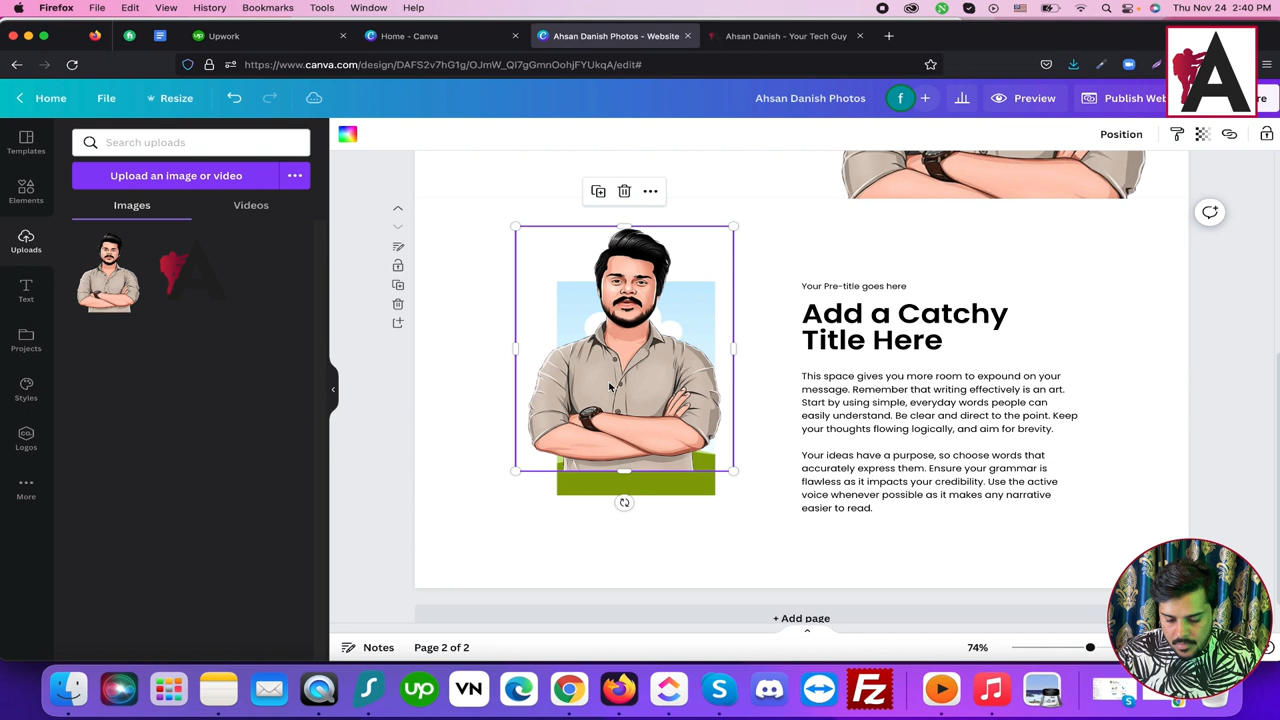 Firefox File Edit View History Bookmarks Tools Window Help Thu Nov 24 2:40 PM
Upwork Home - Canva Ahsan Danish Photos - Website Ahsan Danish - Your Tech Guy
https://www.canva.com/design/DAFS2v7hG1g/OJmW_QI7gGmnOohjFYUkqA/edit#
Home File Resize Ahsan Danish Photos f Preview Publish Web
A
Search uploads
Upload an image or video
Images Videos
Templates
Elements
Uploads
Text
Projects
Styles
Logos
More
Position
Your Pre-title goes here
Add a Catchy
Title Here
This space gives you more room to expound on your
message. Remember that writing effectively is an art.
Start by using simple, everyday words people can
easily understand. Be clear and direct to the point. Keep
your thoughts flowing logically, and aim for brevity.
Your ideas have a purpose, so choose words that
accurately express them. Ensure your grammar is
flawless as it impacts your credibility. Use the active
voice whenever possible as it makes any narrative
easier to read.
+ Add page
Notes Page 2 of 2 74%
up VN Fz